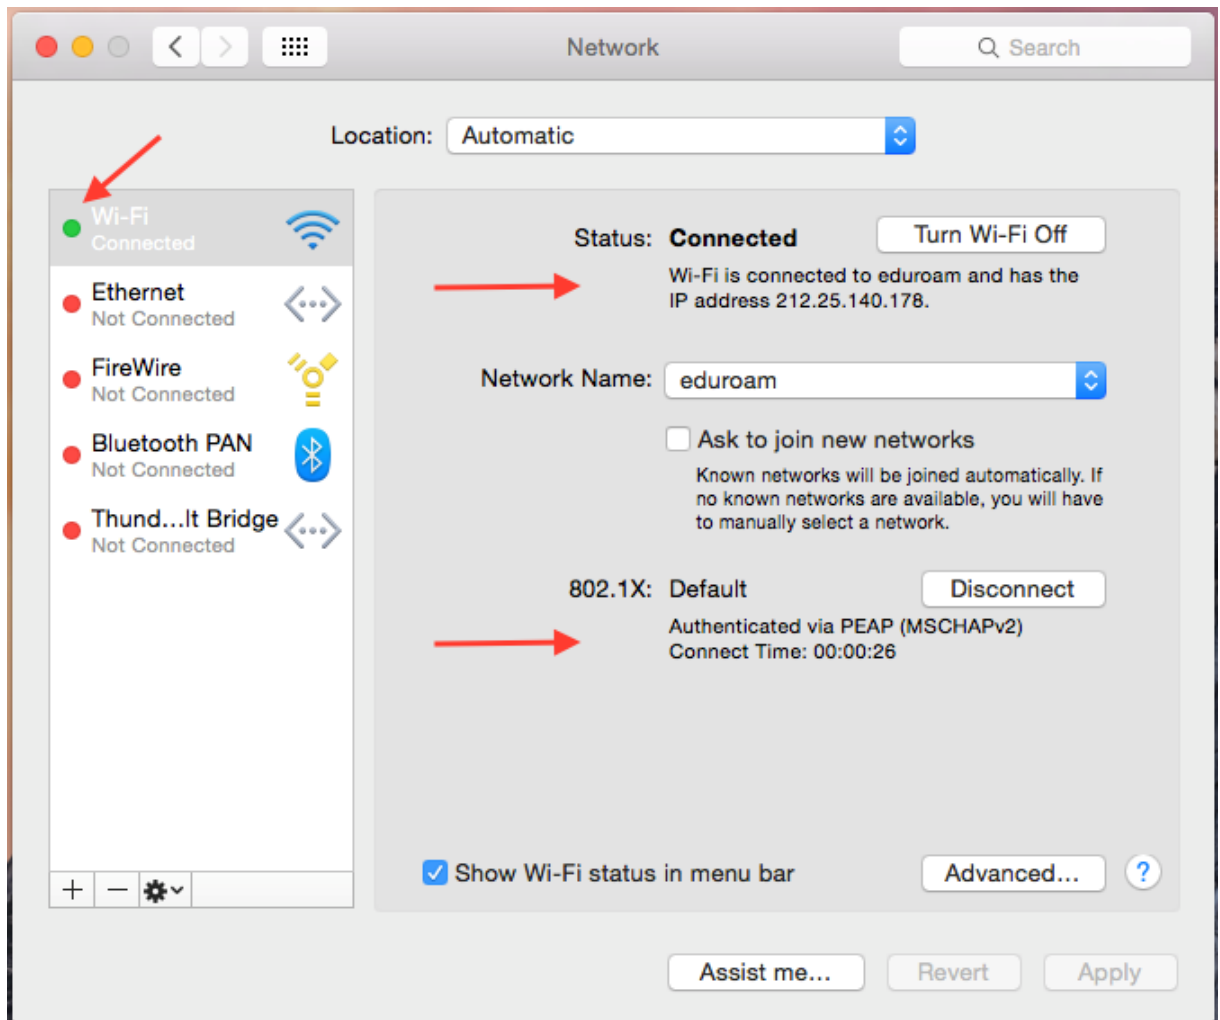 Network
Search
Location: Automatic
Wi-Fi
Connected
Ethernet
Not Connected
FireWire
Not Connected
Bluetooth PAN
Not Connected
Thund...lt Bridge
Not Connected
Status: Connected
Turn Wi-Fi Off
Wi-Fi is connected to eduroam and has the
IP address 212.25.140.178.
Network Name: eduroam
Ask to join new networks
Known networks will be joined automatically. If
no known networks are available, you will have
to manually select a network.
802.1X: Default
Disconnect
Authenticated via PEAP (MSCHAPv2)
Connect Time: 00:00:26
Show Wi-Fi status in menu bar
Advanced...
?
Assist me...
Revert
Apply